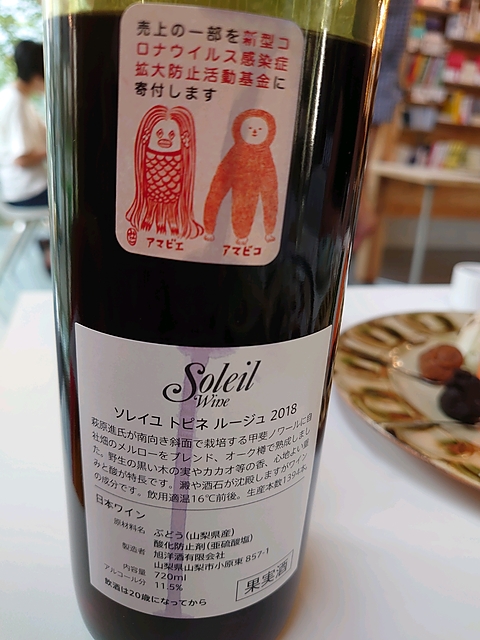 売上の一部を新型コ
ロナウイルス感染症
拡大防止活動基金に
寄付します
アマビエ
アマビコ
Soleil
Wine
ソレイユ トピネ ルージュ 2018
萩原進氏が南向き斜面で栽培する甲斐ノワールに自
社畑のメルローをブレンド、オーク樽で熟成しまし
た。野生の黒い木の実やカカオ等の香、心地よい渋
みと酸が特長です。澱や酒石が沈殿しますがワイン
の成分です。飲用適温16℃前後。生産本数1394本。
日本ワイン
原材料名 ぶどう(山梨県産)
酸化防止剤(亜硫酸塩)
製造者 旭洋酒有限会社
山梨県山梨市小原東 857-1
内容量 720ml
アルコール分 11.5%
果実酒
飲酒は20歳になってから